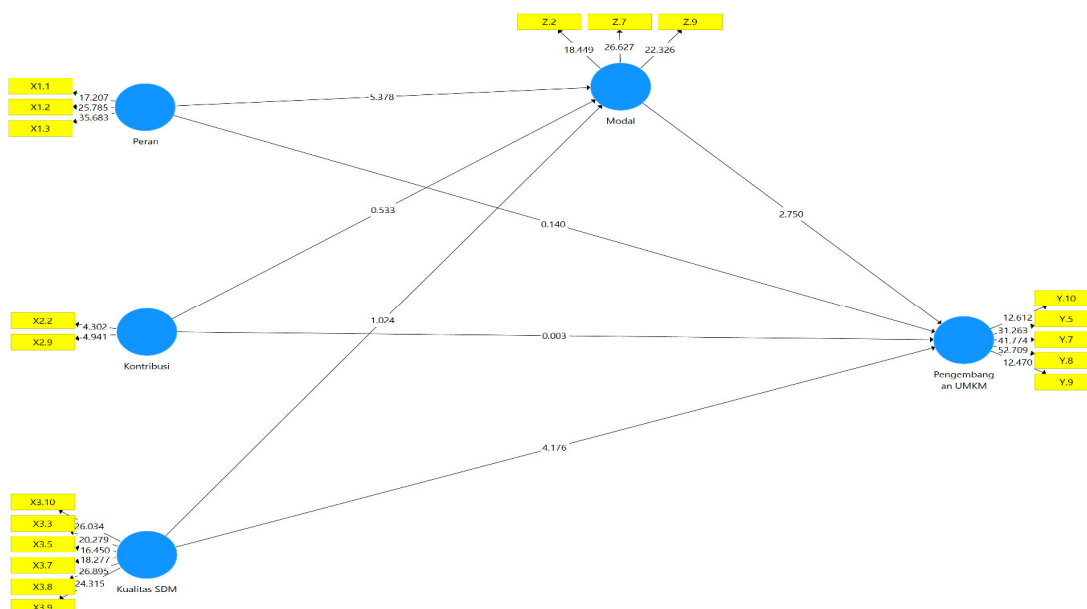 Z.2
Z.7
Z.9
18.449
26.627
22.326
Modal
X1.1
X1.2
X1.3
17.207
25.785
35.683
Peran
5.378
0.533
0.140
2.750
1.024
X2.2
X2.9
4.302
4.941
Kontribusi
0.003
4.176
Y.10
Y.5
Y.7
Y.8
Y.9
12.612
31.263
41.774
52.709
12.470
Pengembang
an UMKM
X3.10
X3.3
X3.5
X3.7
X3.8
X3.9
26.034
20.279
16.450
18.277
26.895
24.315
Kualitas SDM